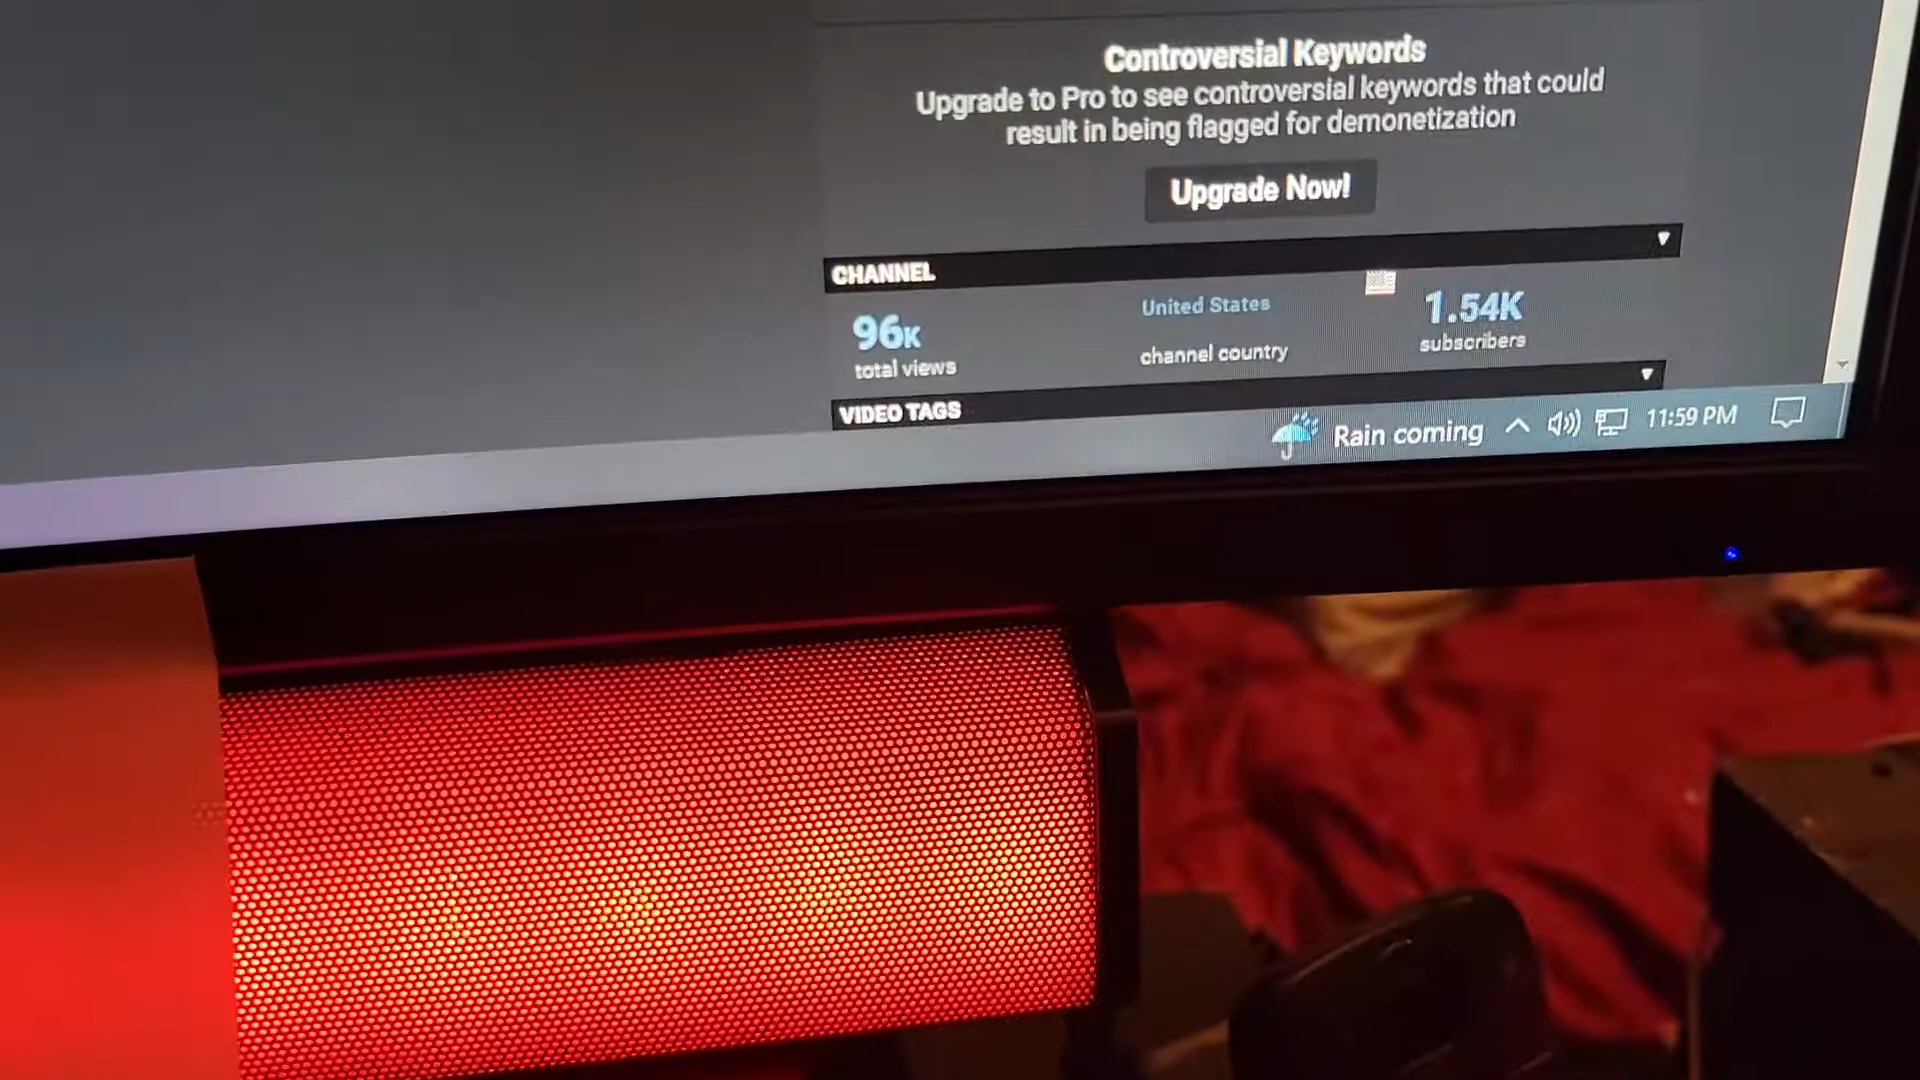 Controversial Keywords
Upgrade to Pro to see controversial keywords that could
result in being flagged for demonetization
Upgrade Now!
CHANNEL
96K
total views
United States
channel country
1.54K
subscribers
VIDEO TAGS
Rain coming
11:59 PM